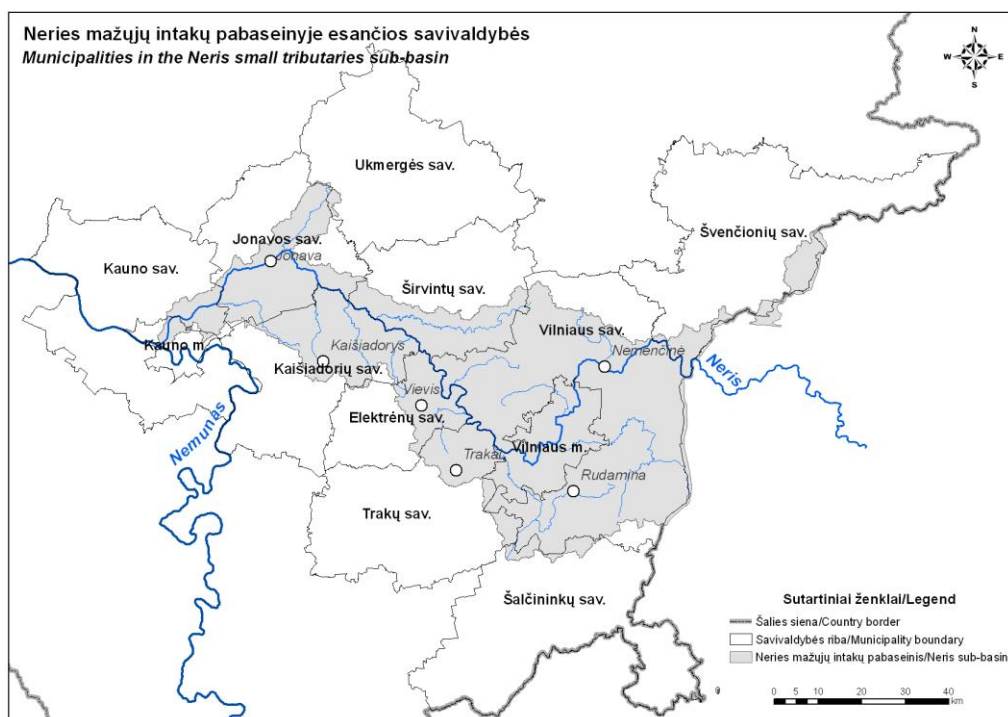 Neries mažųjų intakų pabaseinyje esančios savivaldybės
Municipalities in the Neris small tributaries sub-basin
N
W E
S
Ukmergės sav.
Švenčionių sav.
Jonavos sav.
Jonava
Kauno sav.
Širvintų sav.
Vilniaus sav.
Kauno m.
Kaišiadorys
Nemenčinė
Kaišiadorių sav.
Neris
Vievis
Elektrėnų sav.
Nemunas
Vilniaus m.
Trakai
Rudamina
Trakų sav.
Šalčininkų sav.
Sutartiniai ženklai/Legend
Šalies siena/Country border
Savivaldybės riba/Municipality boundary
Neries mažųjų intakų pabaseinis/Neris sub-basin
0 5 10 20 30 40
km